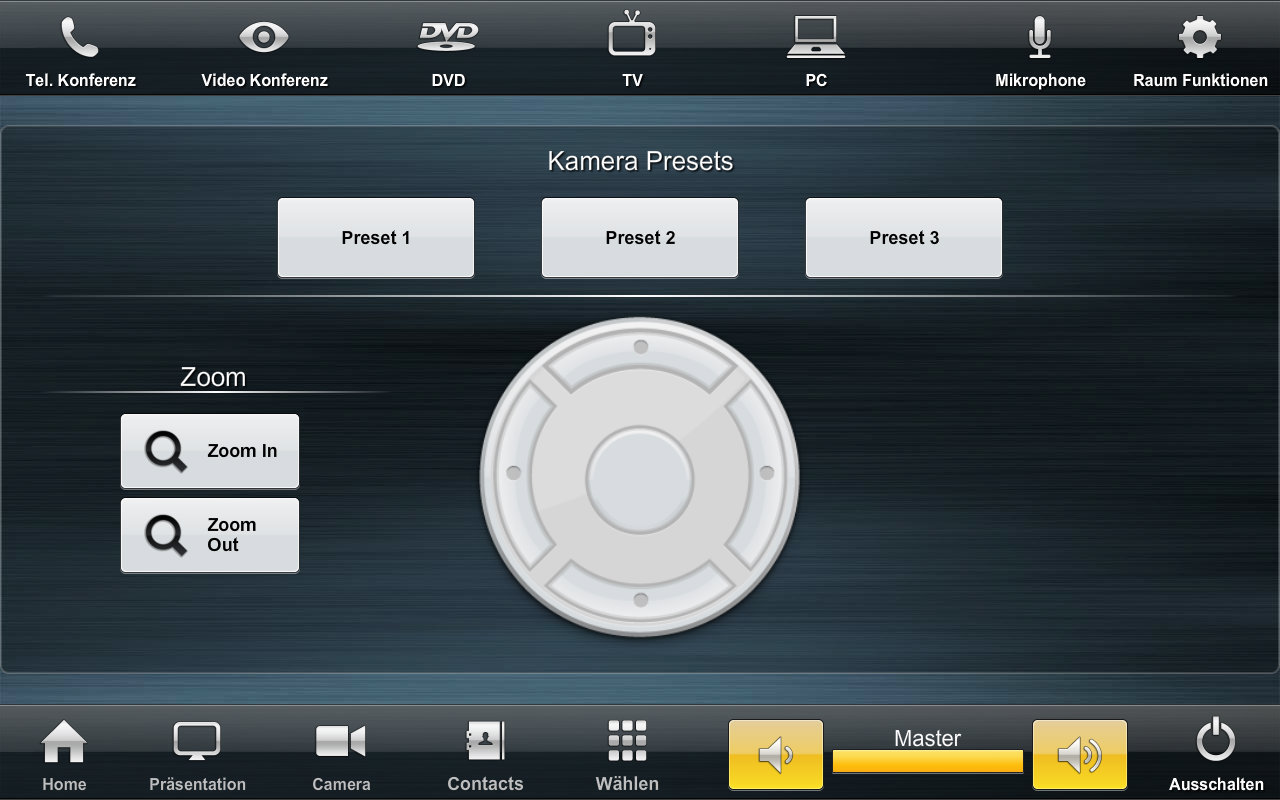 DVD
Tel. Konferenz
Video Konferenz
DVD
TV
PC
Mikrophone
Raum Funktionen
Kamera Presets
Preset 1
Preset 2
Preset 3
Zoom
Zoom In
Zoom
Out
Master
Home
Präsentation
Camera
Contacts
Wählen
Ausschalten